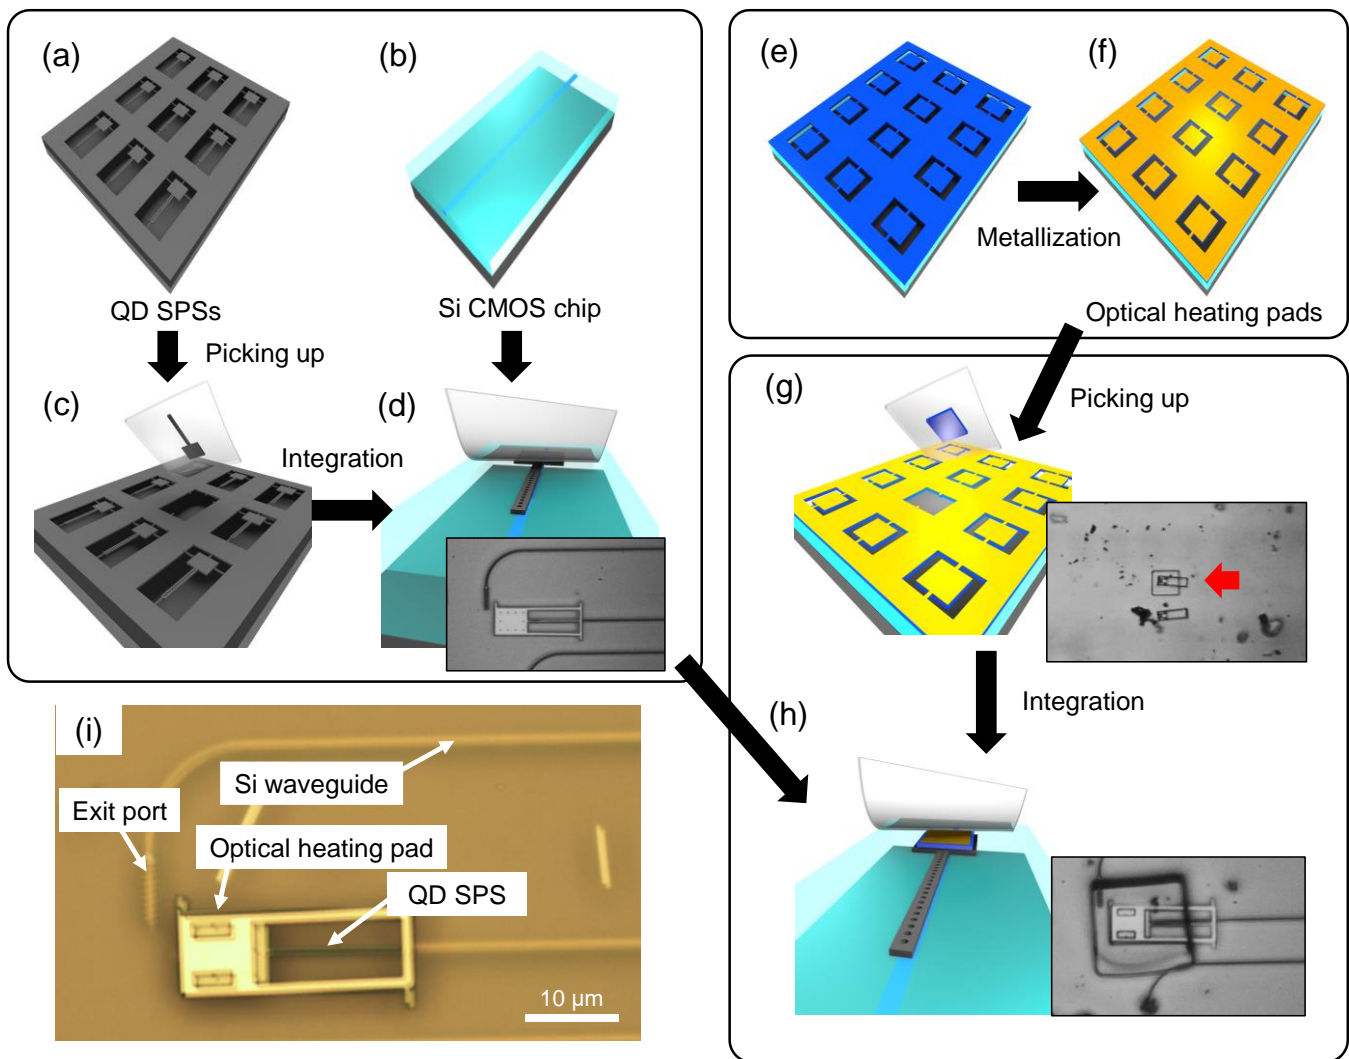 (a)
(b)
QD SPSs
Si CMOS chip
Picking up
(c)
(d)
Integration
(e)
(f)
Metallization
Optical heating pads
(g)
Picking up
Integration
(h)
(i)
Si waveguide
Exit port
Optical heating pad
QD SPS
10 μm